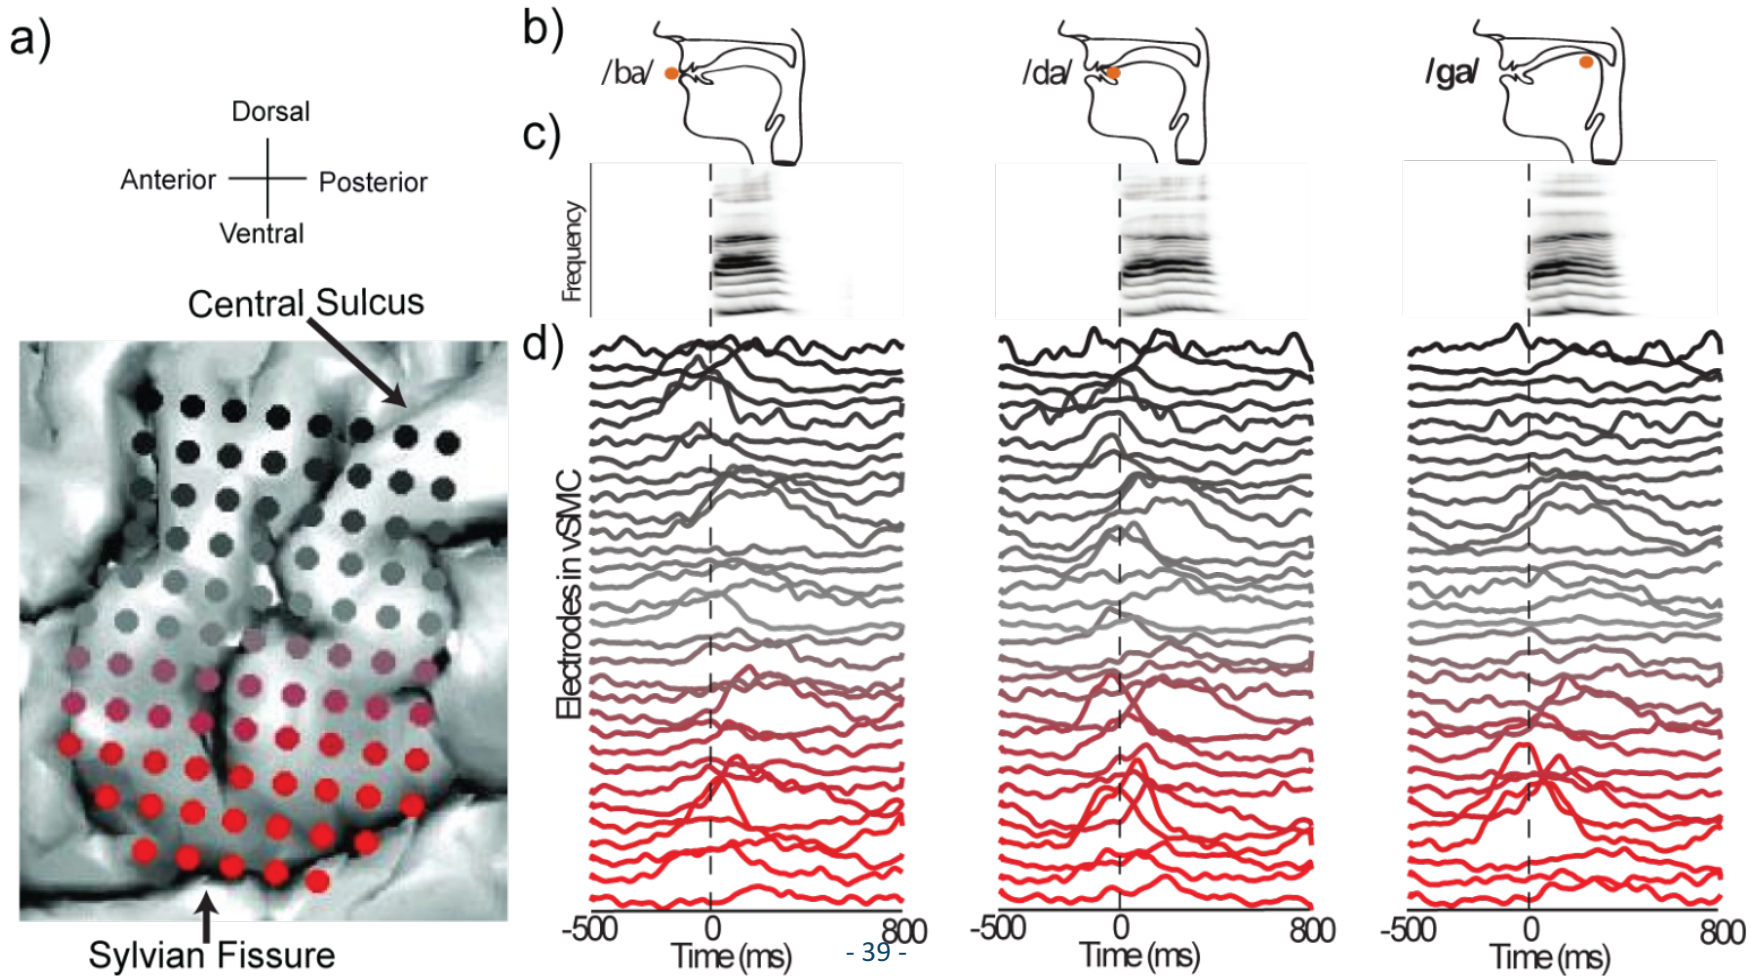 a)
Dorsal
Anterior
Posterior
Ventral
Central Sulcus
Sylvian Fissure
b)
/ba/
/da/
/ga/
c)
Frequency
d)
Electrodes in vSMC
-500 0 800
Time (ms)
-500 0 800
Time (ms)
-500 0 800
Time (ms)
- 39 -